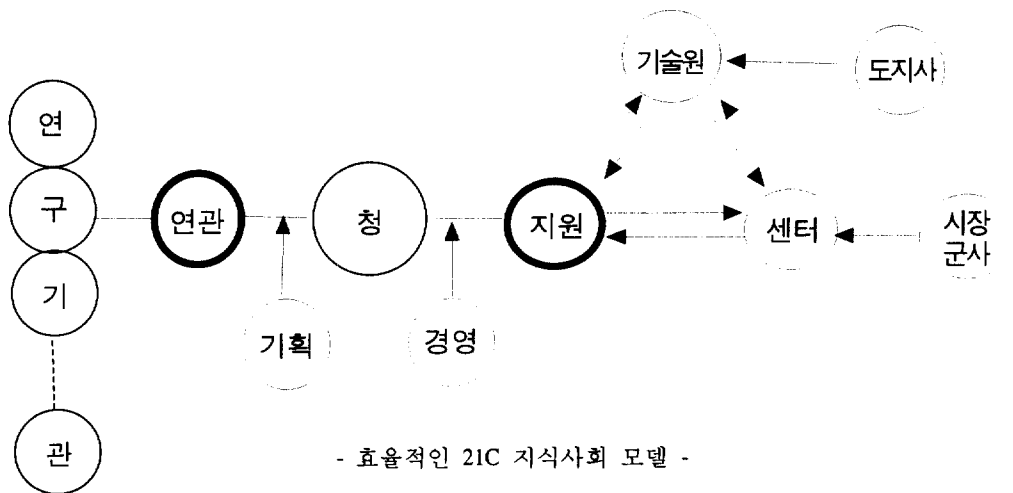 기술원
도지사
연
구
기
관
연관
청
지원
센터
시장
군사
기획
경영
- 효율적인 21C 지식사회 모델 -